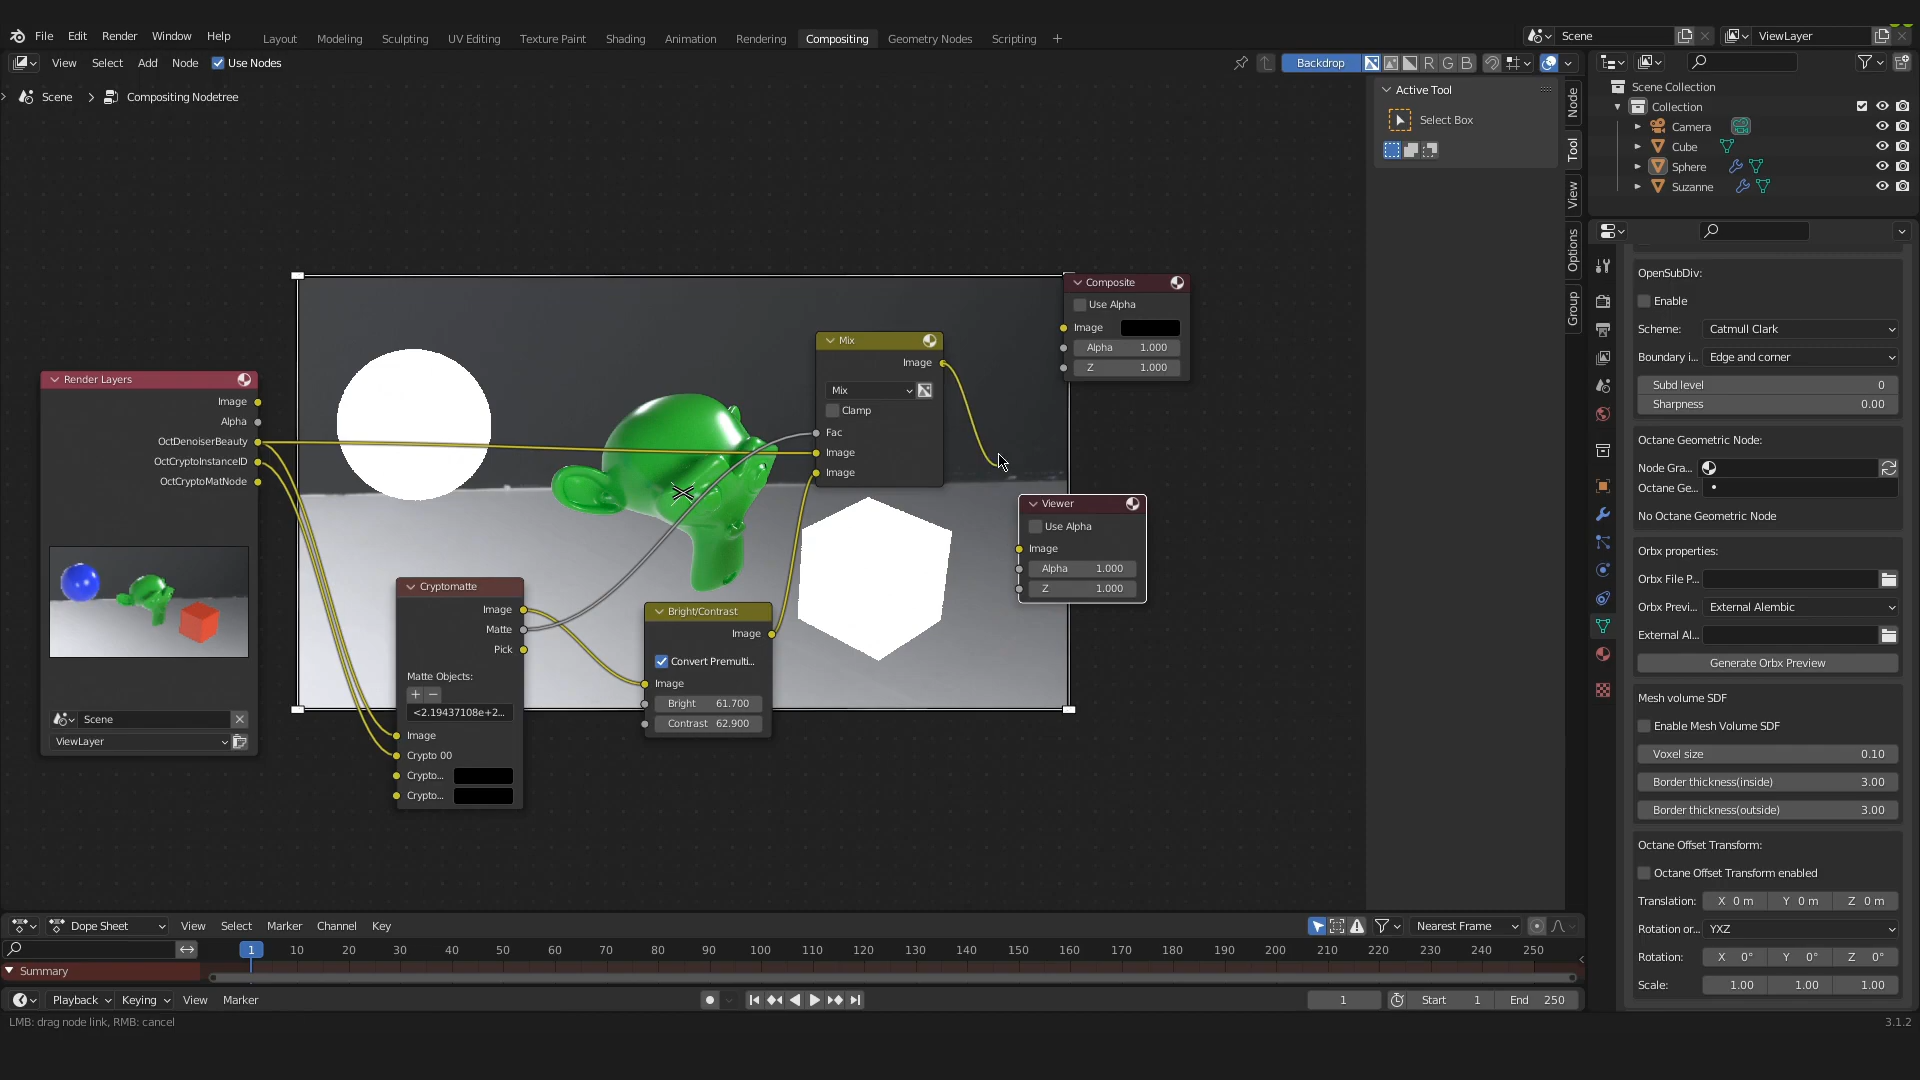 File Edit Render Window Help
Layout Modeling Sculpting UV Editing Texture Paint Shading Animation Rendering Compositing Geometry Nodes Scripting +
Scene
ViewLayer
View Select Add Node Use Nodes
Backdrop
R G B
Scene > Compositing Nodetree
Active Tool
Select Box
Node
Tool
View
Options
Group
Scene Collection
Collection
Camera
Cube
Sphere
Suzanne
Render Layers
Image
Alpha
OctDenoiserBeauty
OctCryptoInstanceID
OctCryptoMatNode
Scene
ViewLayer
Cryptomatte
Image
Matte
Pick
Matte Objects:
+ −
<2.19437108e+2...
Image
Crypto 00
Crypto...
Crypto...
Bright/Contrast
Image
Convert Premulti...
Image
Bright 61.700
Contrast 62.900
Mix
Image
Mix
Clamp
Fac
Image
Image
Composite
Use Alpha
Image
Alpha 1.000
Z 1.000
Viewer
Use Alpha
Image
Alpha 1.000
Z 1.000
OpenSubDiv:
Enable
Scheme: Catmull Clark
Boundary i... Edge and corner
Subd level 0
Sharpness 0.00
Octane Geometric Node:
Node Gra...
Octane Ge...
No Octane Geometric Node
Orbx properties:
Orbx File P...
Orbx Previ... External Alembic
External Al...
Generate Orbx Preview
Mesh volume SDF
Enable Mesh Volume SDF
Voxel size 0.10
Border thickness(inside) 3.00
Border thickness(outside) 3.00
Octane Offset Transform:
Octane Offset Transform enabled
Translation: X 0 m Y 0 m Z 0 m
Rotation or... YXZ
Rotation: X 0° Y 0° Z 0°
Scale: 1.00 1.00 1.00
Dope Sheet View Select Marker Channel Key
Nearest Frame
1 10 20 30 40 50 60 70 80 90 100 110 120 130 140 150 160 170 180 190 200 210 220 230 240 250
Summary
Playback Keying View Marker
1 Start 1 End 250
LMB: drag node link, RMB: cancel
3.1.2